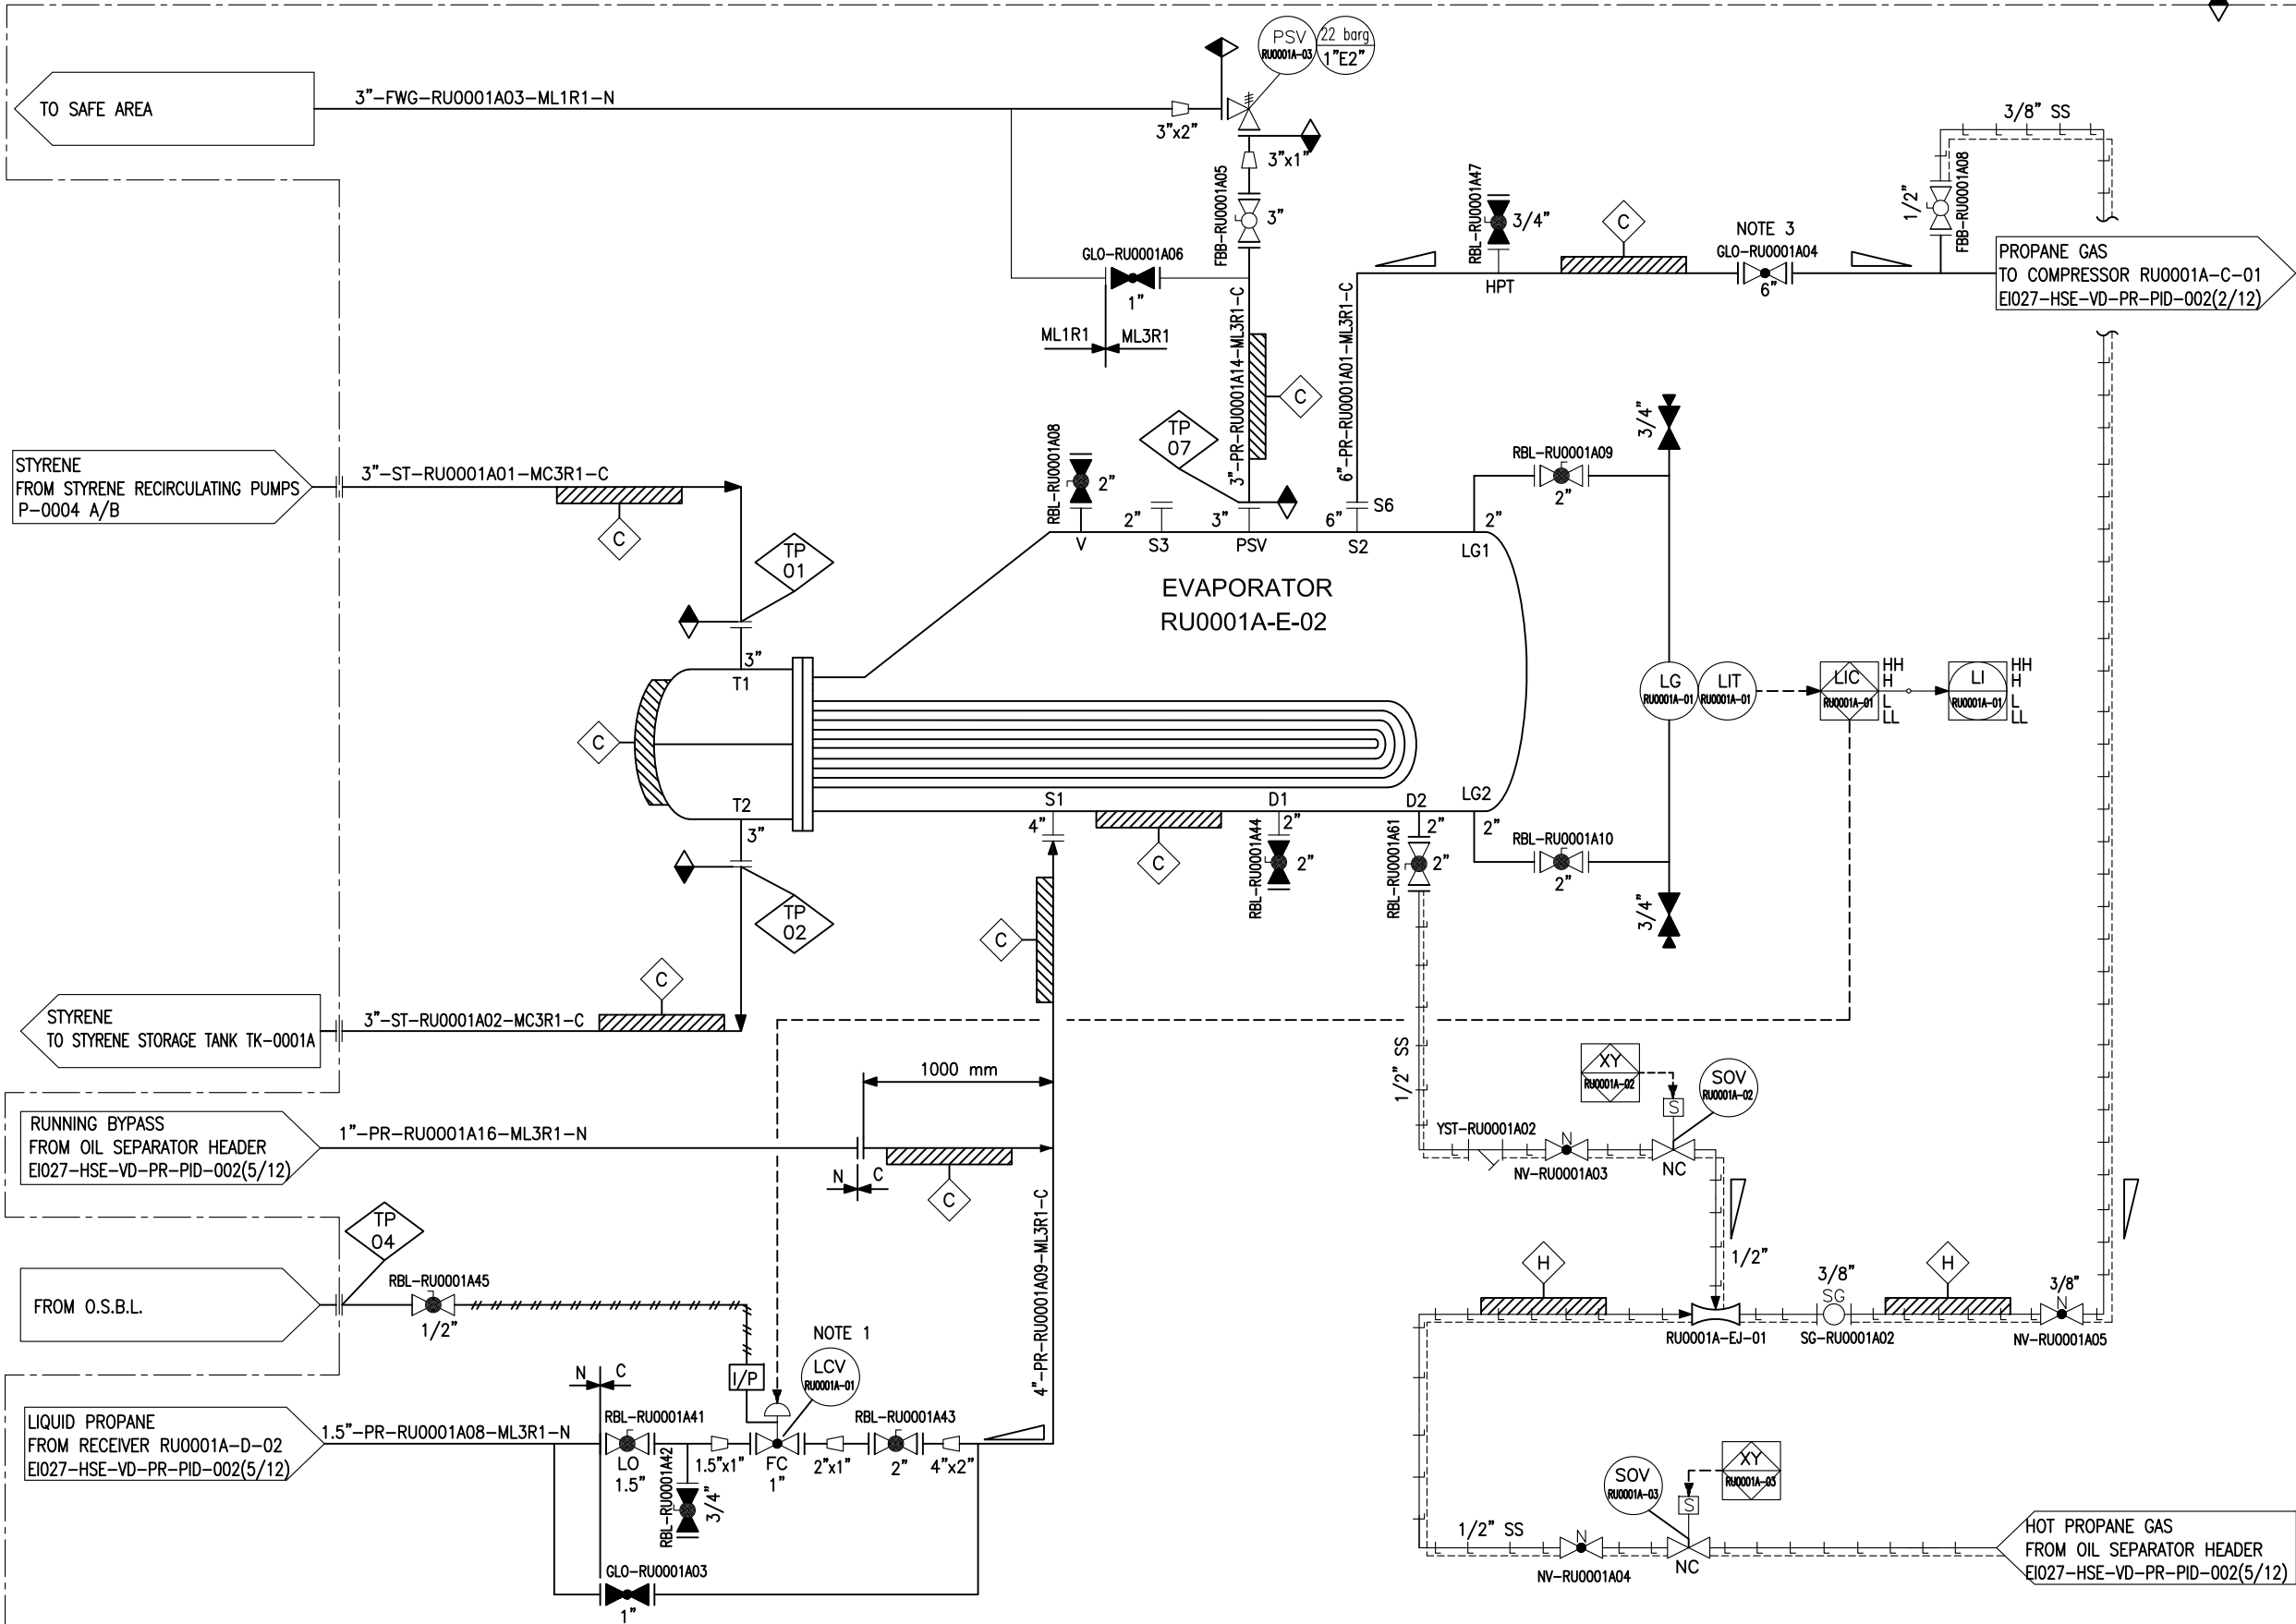 PSV
RU0001A-03
22 barg
1"E2"
TO SAFE AREA
3"-FWG-RU0001A03-ML1R1-N
3"x2"
3"x1"
FBB-RU0001A05
3"
GLO-RU0001A06
1"
ML1R1
ML3R1
3"-PR-RU0001A14-ML3R1-C
C
TP
07
RBL-RU0001A47
3/4"
HPT
C
NOTE 3
GLO-RU0001A04
6"
3/8" SS
1/2"
FBB-RU0001A08
PROPANE GAS
TO COMPRESSOR RU0001A-C-01
EI027-HSE-VD-PR-PID-002(2/12)
6"-PR-RU0001A01-ML3R1-C
STYRENE
FROM STYRENE RECIRCULATING PUMPS
P-0004 A/B
3"-ST-RU0001A01-MC3R1-C
C
TP
01
RBL-RU0001A08
2"
V
2"
S3
3"
PSV
6"
S6
S2
2"
LG1
RBL-RU0001A09
2"
3/4"
EVAPORATOR
RU0001A-E-02
3"
T1
C
T2
3"
TP
02
LG
RU0001A-01
LIT
RU0001A-01
LIC
RU0001A-01
HH
H
L
LL
LI
RU0001A-01
HH
H
L
LL
S1
4"
C
D1
2"
RBL-RU0001A44
2"
D2
2"
RBL-RU0001A61
2"
LG2
2"
RBL-RU0001A10
2"
3/4"
C
STYRENE
TO STYRENE STORAGE TANK TK-0001A
3"-ST-RU0001A02-MC3R1-C
C
1000 mm
RUNNING BYPASS
FROM OIL SEPARATOR HEADER
EI027-HSE-VD-PR-PID-002(5/12)
1"-PR-RU0001A16-ML3R1-N
N
C
C
4"-PR-RU0001A09-ML3R1-C
1/2" SS
XY
RU0001A-02
S
SOV
RU0001A-02
YST-RU0001A02
N
NV-RU0001A03
NC
1/2"
TP
04
FROM O.S.B.L.
RBL-RU0001A45
1/2"
I/P
NOTE 1
LCV
RU0001A-01
H
RU0001A-EJ-01
3/8"
SG
SG-RU0001A02
H
3/8"
N
NV-RU0001A05
LIQUID PROPANE
FROM RECEIVER RU0001A-D-02
EI027-HSE-VD-PR-PID-002(5/12)
1.5"-PR-RU0001A08-ML3R1-N
N
C
RBL-RU0001A41
LO
1.5"
RBL-RU0001A42
3/4"
1.5"x1"
FC
1"
2"x1"
RBL-RU0001A43
2"
4"x2"
GLO-RU0001A03
1"
SOV
RU0001A-03
XY
RU0001A-03
S
1/2" SS
N
NV-RU0001A04
NC
HOT PROPANE GAS
FROM OIL SEPARATOR HEADER
EI027-HSE-VD-PR-PID-002(5/12)